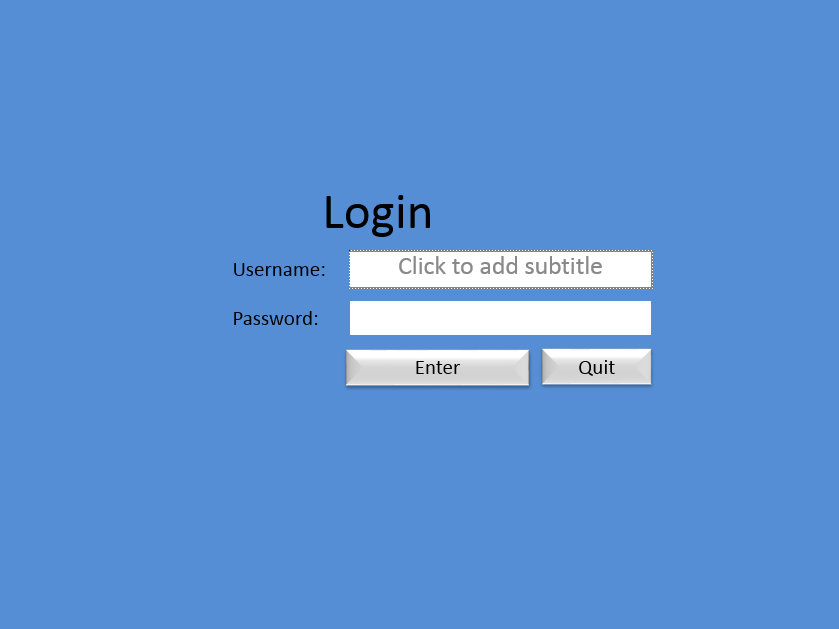 Login
Username: Click to add subtitle
Password:
Enter Quit